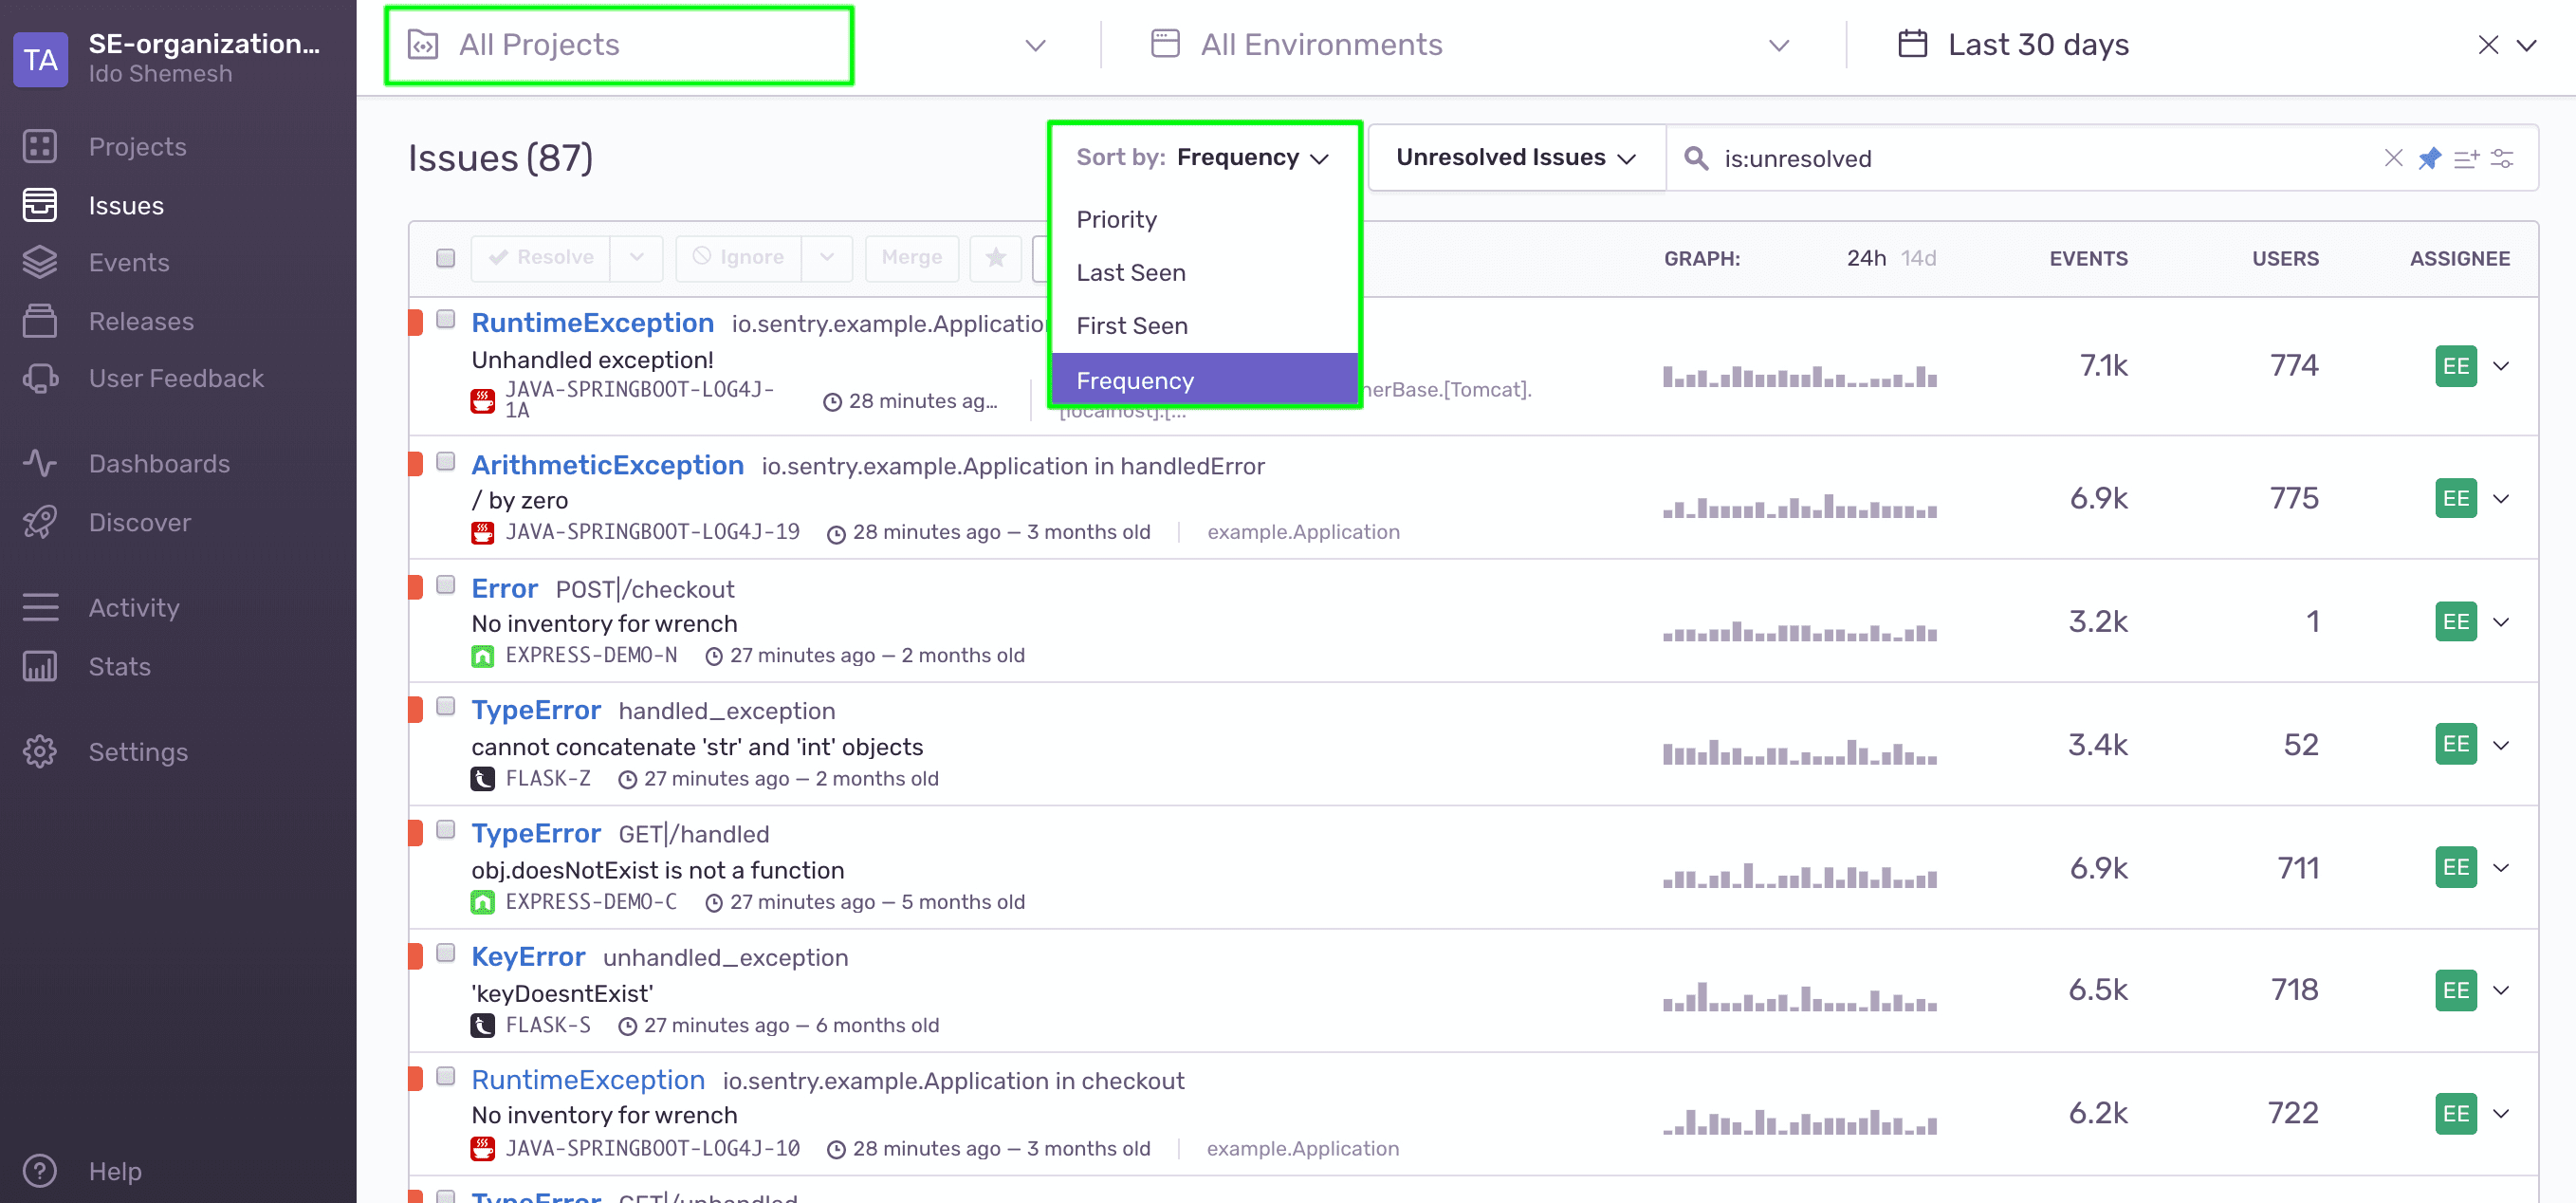 TA
SE-organization...
Ido Shemesh
Projects
Issues
Events
Releases
User Feedback
Dashboards
Discover
Activity
Stats
Settings
Help
All Projects
All Environments
Last 30 days
Issues (87)
Sort by: Frequency
Priority
Last Seen
First Seen
Frequency
Unresolved Issues
is:unresolved
Resolve
Ignore
Merge
GRAPH: 24h 14d
EVENTS
USERS
ASSIGNEE
RuntimeException io.sentry.example.Application
Unhandled exception!
JAVA-SPRINGBOOT-LOG4J-
1A
28 minutes ag...
nerBase.[Tomcat].
[localhost].[...
7.1k
774
EE
ArithmeticException io.sentry.example.Application in handledError
/ by zero
JAVA-SPRINGBOOT-LOG4J-19 28 minutes ago — 3 months old example.Application
6.9k
775
EE
Error POST|/checkout
No inventory for wrench
EXPRESS-DEMO-N 27 minutes ago — 2 months old
3.2k
1
EE
TypeError handled_exception
cannot concatenate 'str' and 'int' objects
FLASK-Z 27 minutes ago — 2 months old
3.4k
52
EE
TypeError GET|/handled
obj.doesNotExist is not a function
EXPRESS-DEMO-C 27 minutes ago — 5 months old
6.9k
711
EE
KeyError unhandled_exception
'keyDoesntExist'
FLASK-S 27 minutes ago — 6 months old
6.5k
718
EE
RuntimeException io.sentry.example.Application in checkout
No inventory for wrench
JAVA-SPRINGBOOT-LOG4J-10 28 minutes ago — 3 months old example.Application
6.2k
722
EE
TypeError GET|/unhandled